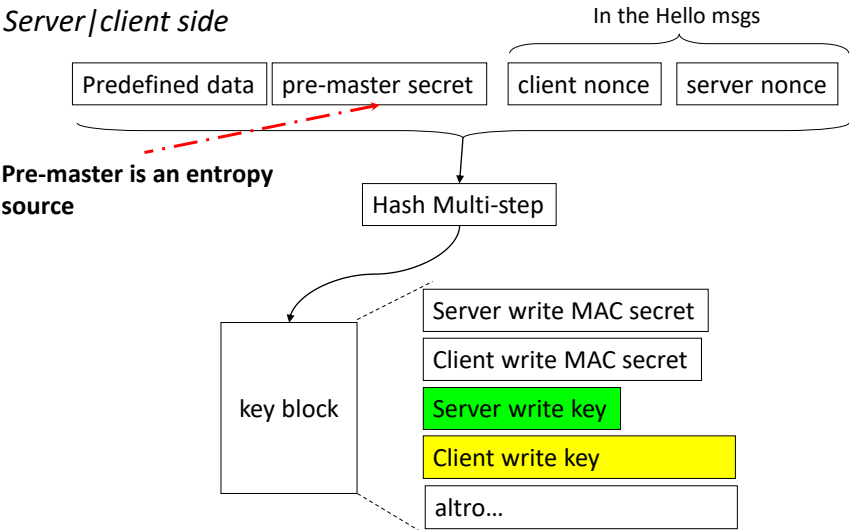 Server|client side
In the Hello msgs
Predefined data
pre-master secret
client nonce
server nonce
Pre-master is an entropy
source
Hash Multi-step
key block
Server write MAC secret
Client write MAC secret
Server write key
Client write key
altro…